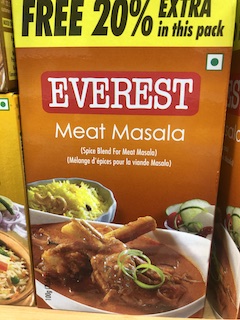 FREE 20% EXTRA
in this pack
EVEREST
Meat Masala
(Spice Blend For Meat Masala)
(Mélange d'épices pour la viande Masala)